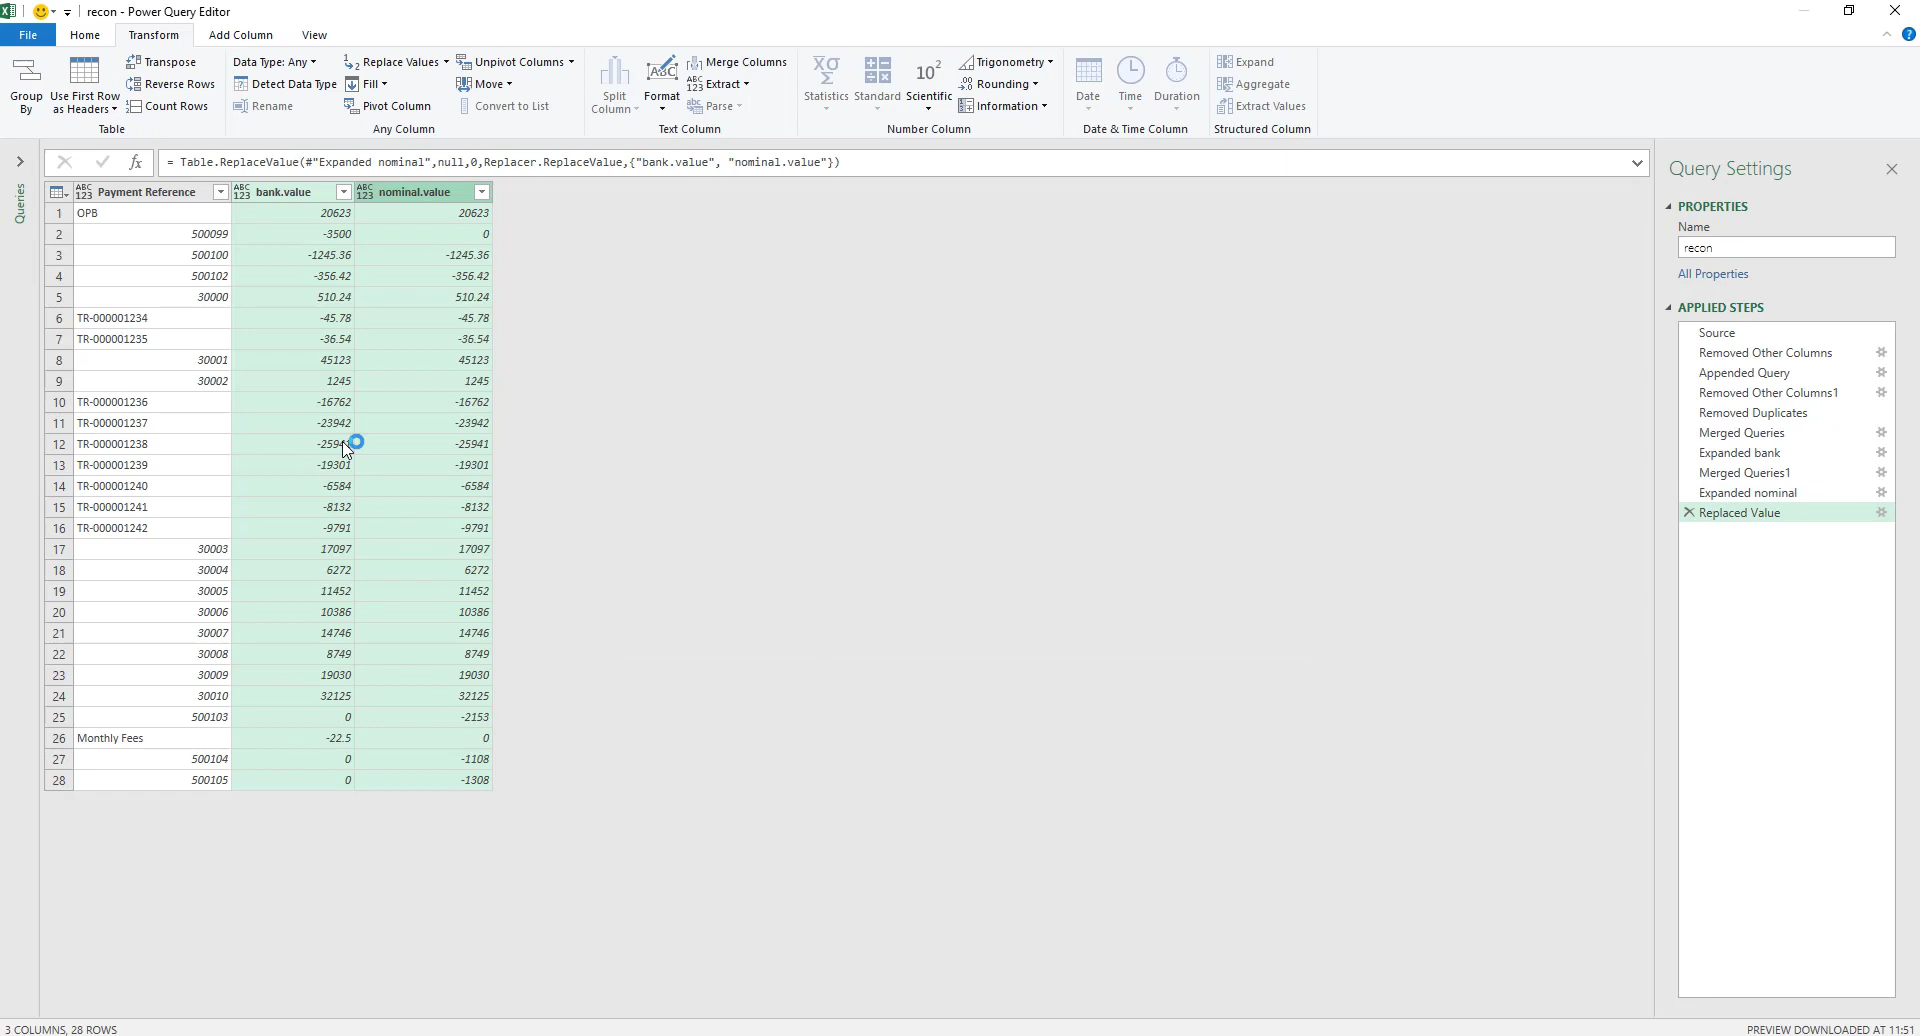 recon - Power Query Editor
File
Home
Transform
Add Column
View
Group By
Use First Row as Headers
Transpose
Reverse Rows
Count Rows
Table
Data Type: Any
Detect Data Type
Rename
Replace Values
Fill
Pivot Column
Unpivot Columns
Move
Convert to List
Any Column
Split Column
Format
Merge Columns
Extract
Parse
Text Column
Statistics
Standard
Scientific
Trigonometry
Rounding
Information
Number Column
Date
Time
Duration
Date & Time Column
Expand
Aggregate
Extract Values
Structured Column
= Table.ReplaceValue(#"Expanded nominal",null,0,Replacer.ReplaceValue,{"bank.value", "nominal.value"})
Queries
Payment Reference bank.value nominal.value
1 OPB 20623 20623
2 500099 -3500 0
3 500100 -1245.36 -1245.36
4 500102 -356.42 -356.42
5 30000 510.24 510.24
6 TR-000001234 -45.78 -45.78
7 TR-000001235 -36.54 -36.54
8 30001 45123 45123
9 30002 1245 1245
10 TR-000001236 -16762 -16762
11 TR-000001237 -23942 -23942
12 TR-000001238 -25941
13 TR-000001239 -19301 -19301
14 TR-000001240 -6584 -6584
15 TR-000001241 -8132 -8132
16 TR-000001242 -9791 -9791
17 30003 17097 17097
18 30004 6272 6272
19 30005 11452 11452
20 30006 10386 10386
21 30007 14746 14746
22 30008 8749 8749
23 30009 19030 19030
24 30010 32125 32125
25 500103 0 -2153
26 Monthly Fees -22.5 0
27 500104 0 -1108
28 500105 0 -1308
Query Settings
PROPERTIES
Name
recon
All Properties
APPLIED STEPS
Source
Removed Other Columns
Appended Query
Removed Other Columns1
Removed Duplicates
Merged Queries
Expanded bank
Merged Queries1
Expanded nominal
Replaced Value
3 COLUMNS, 28 ROWS
PREVIEW DOWNLOADED AT 11:51